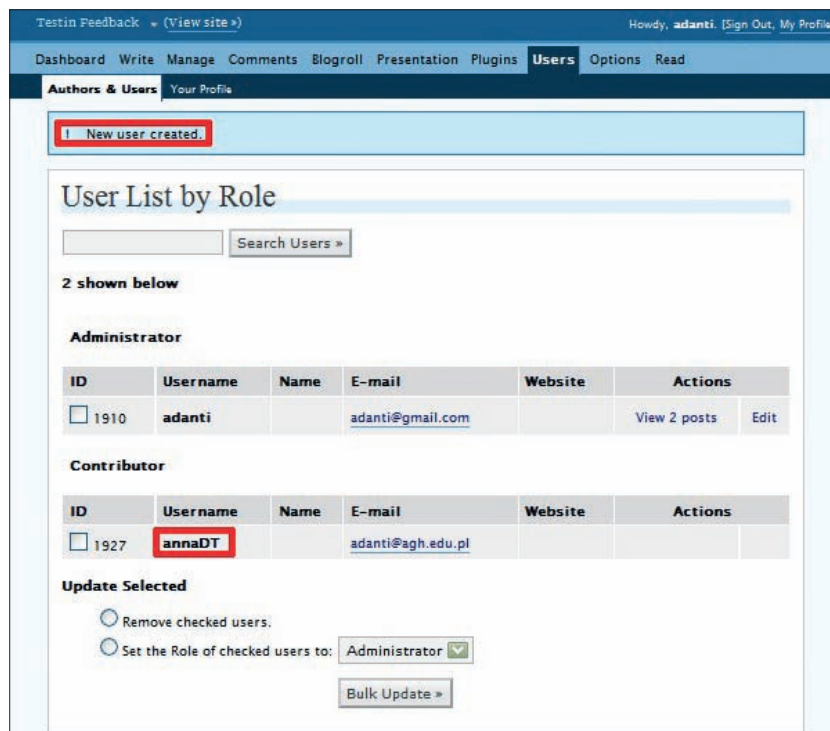 Testin Feedback (View site »)
Howdy, adanti. [Sign Out, My Profile
Dashboard Write Manage Comments Blogroll Presentation Plugins Users Options Read
Authors & Users Your Profile
! New user created.
User List by Role
Search Users »
2 shown below
Administrator
ID Username Name E-mail Website Actions
1910 adanti adanti@gmail.com View 2 posts Edit
Contributor
ID Username Name E-mail Website Actions
1927 annaDT adanti@agh.edu.pl
Update Selected
Remove checked users.
Set the Role of checked users to: Administrator
Bulk Update »